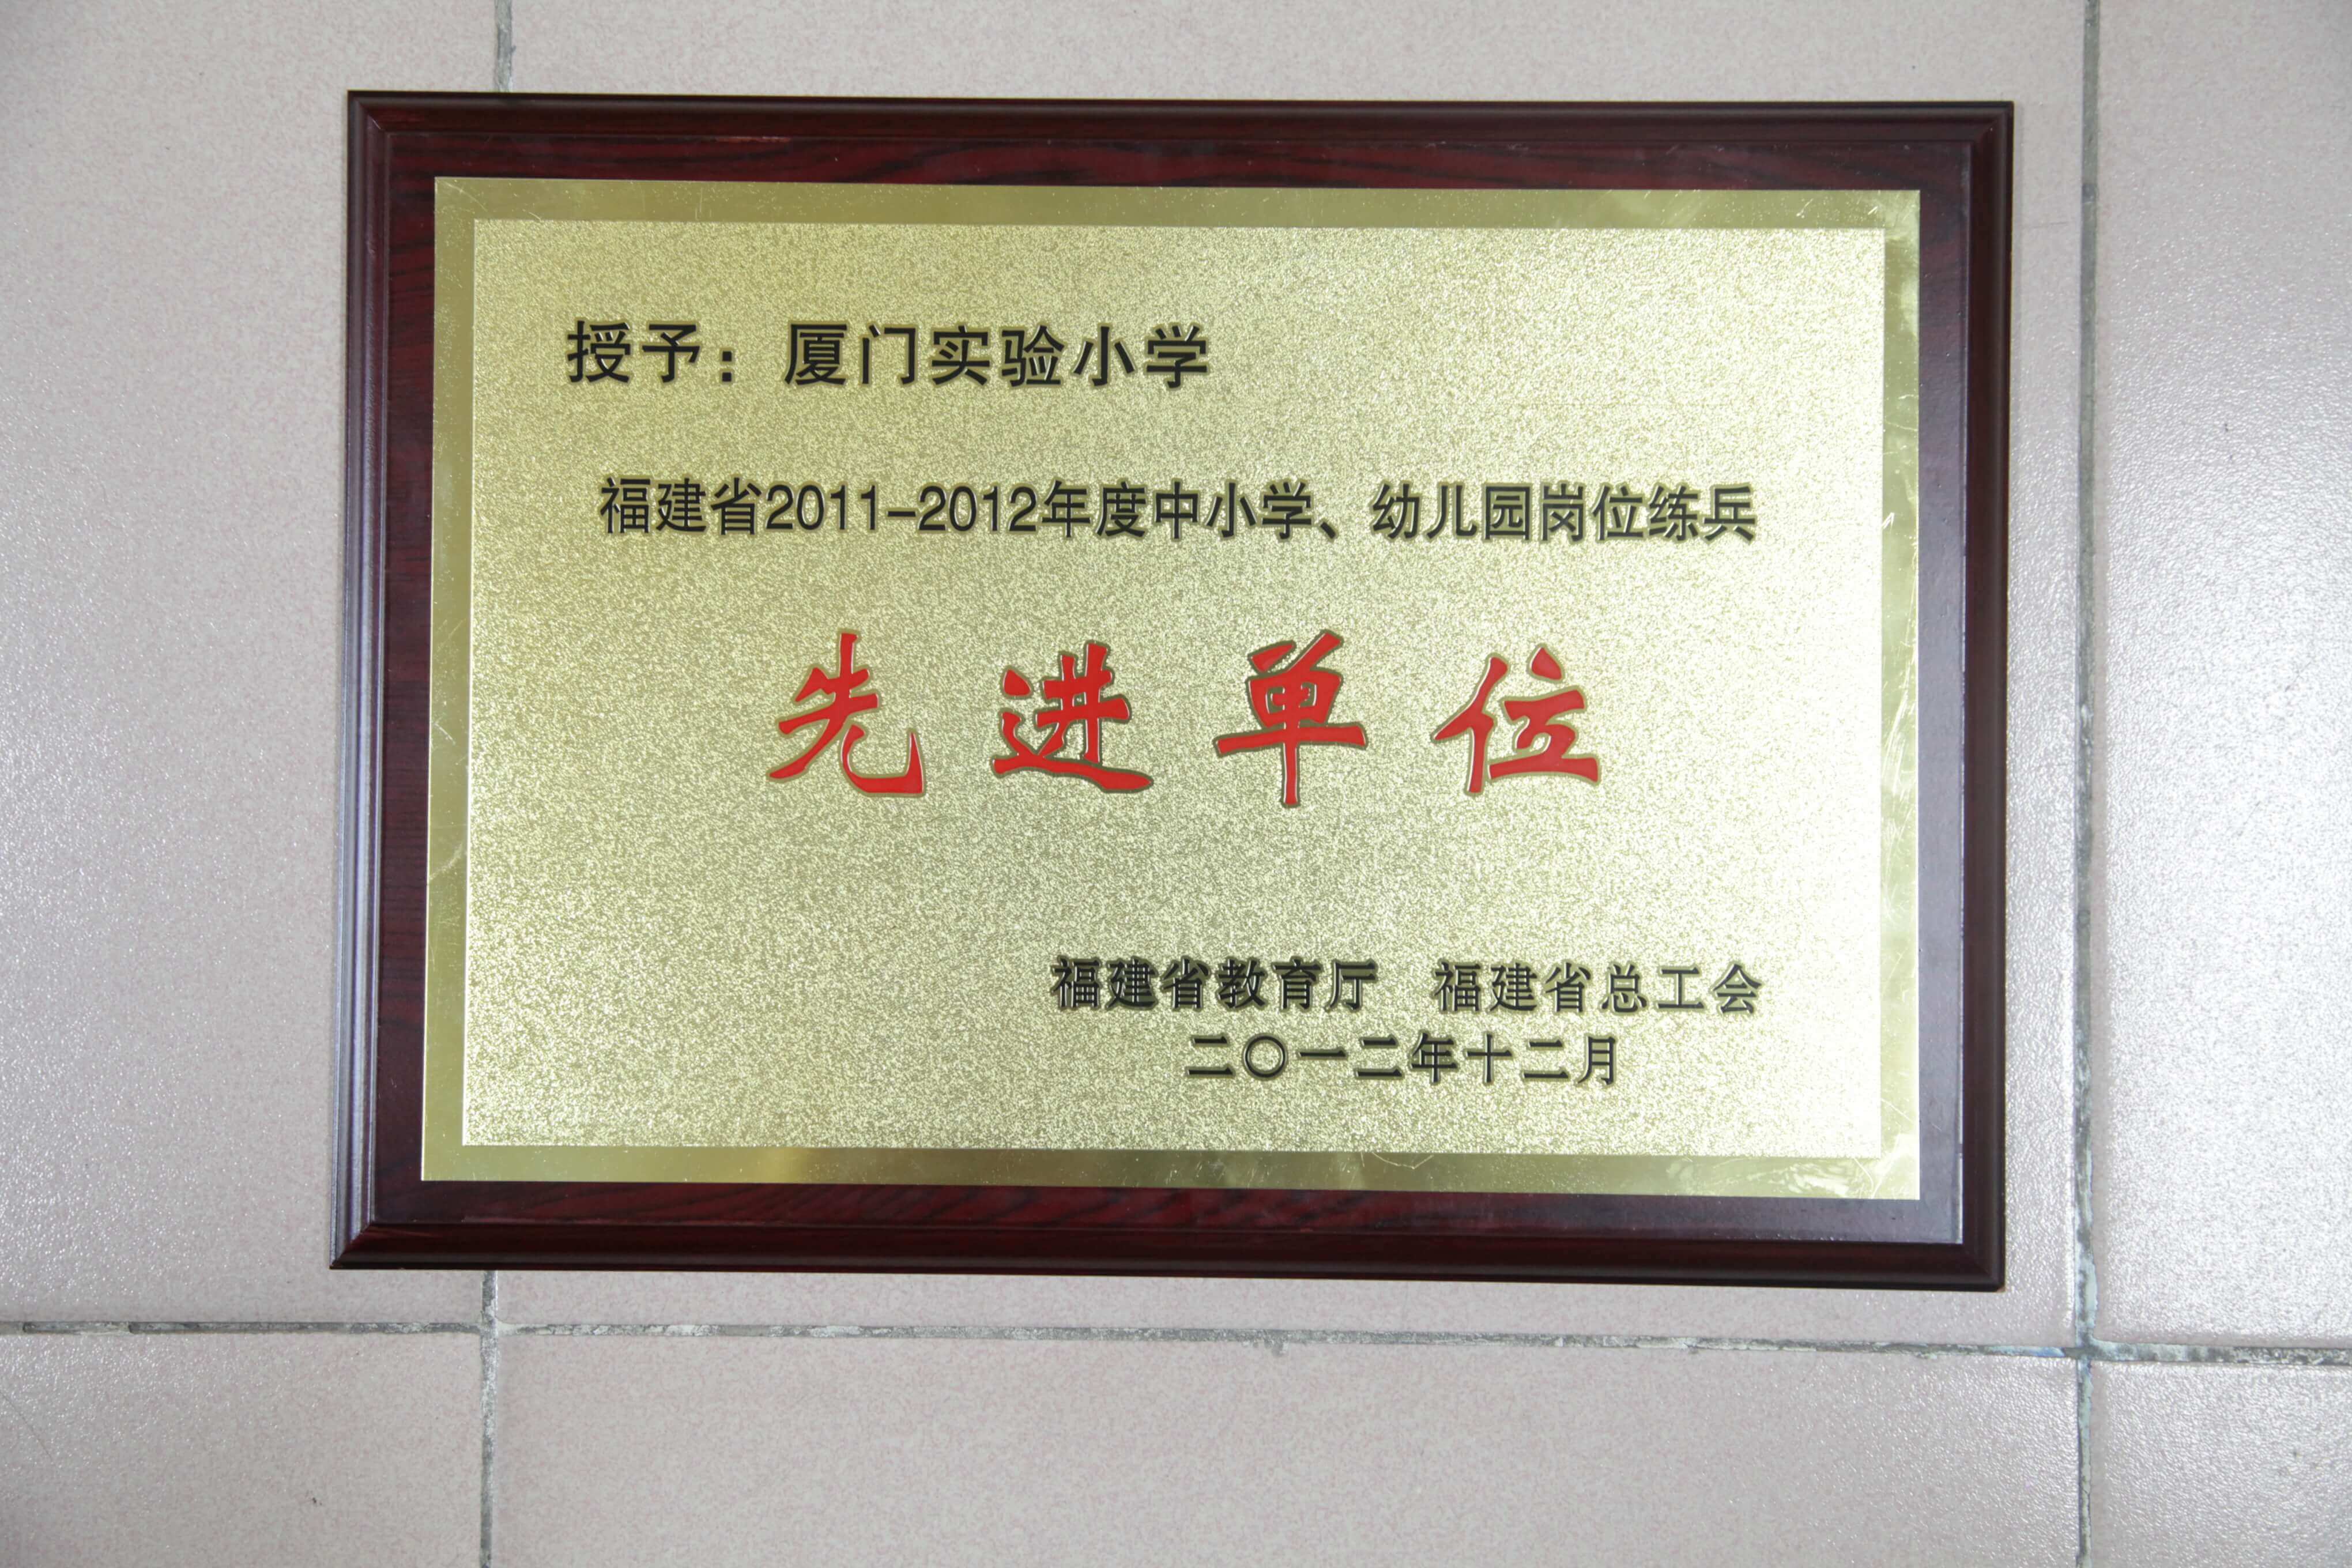 授予：厦门实验小学
福建省2011-2012年度中小学、幼儿园岗位练兵
先进单位
福建省教育厅 福建省总工会
二〇一二年十二月